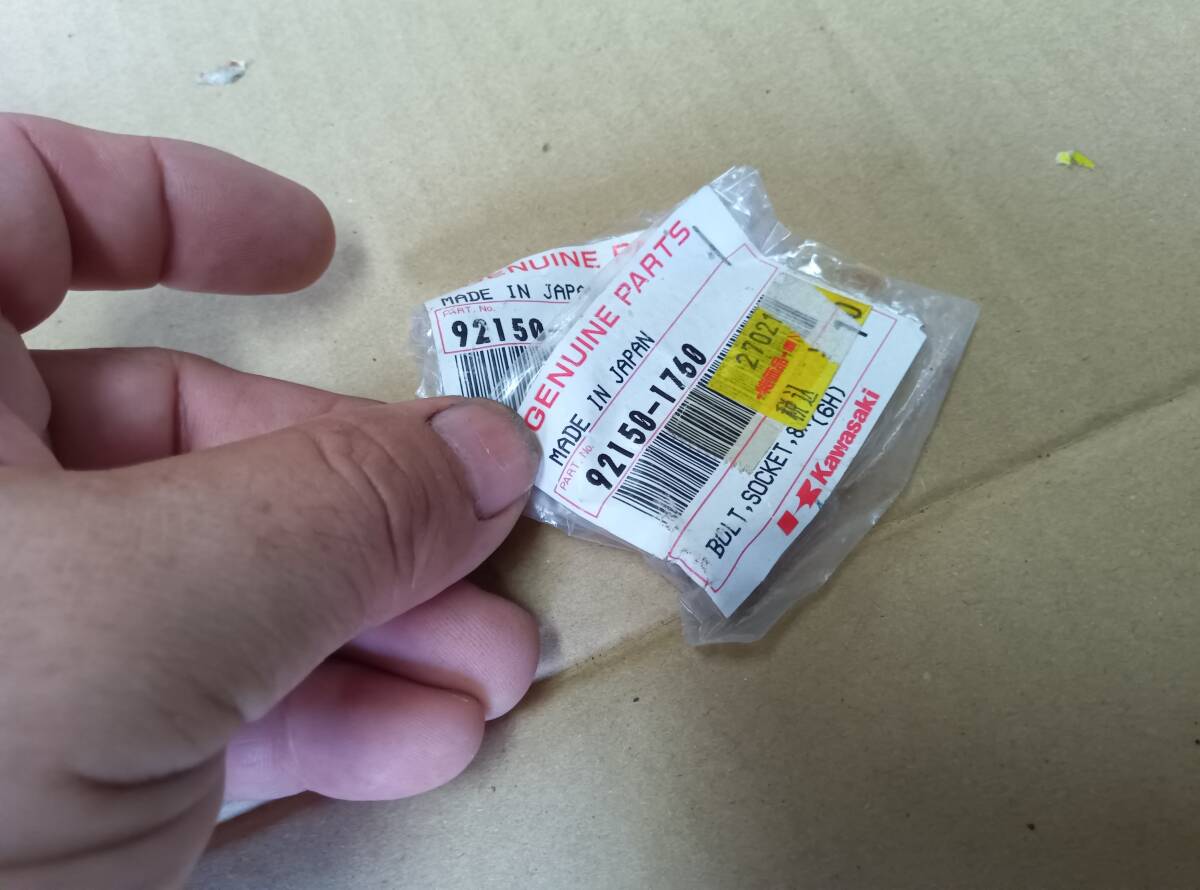 GENUINE
MADE IN JAPA
PART No.
92150
GENUINE PARTS
MADE IN JAPAN
PART No.
92150-1760
27021
税込
BOLT,SOCKET,8 (6H)
Kawasaki